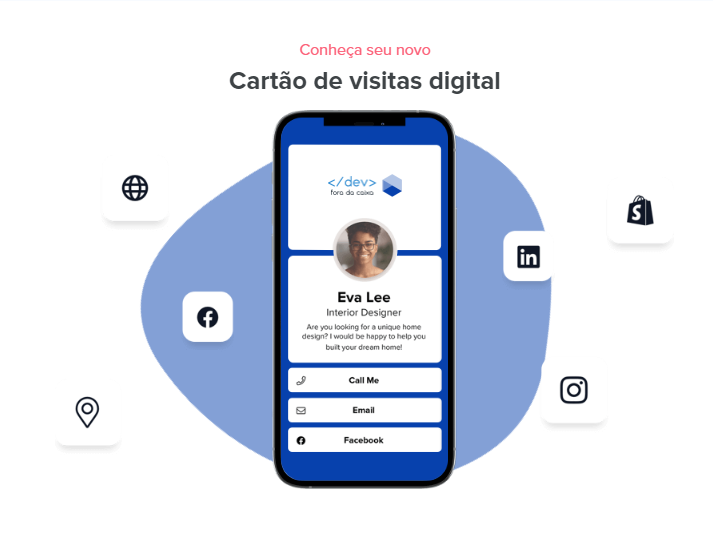 Conheça seu novo
Cartão de visitas digital
</dev>
fora da caixa
Eva Lee
Interior Designer
Are you looking for a unique home
design? I would be happy to help you
built your dream home!
Call Me
Email
Facebook